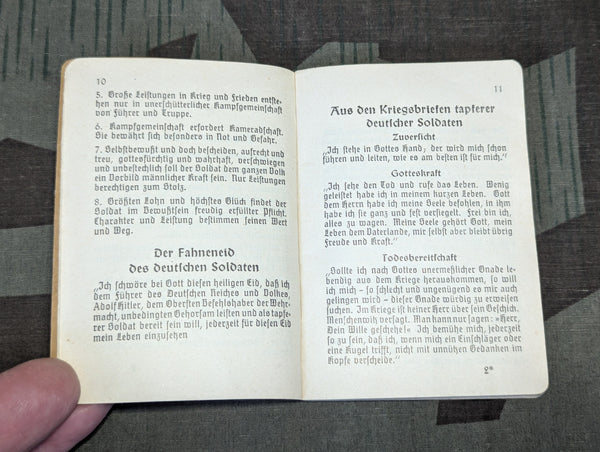 10
5. Große Leistungen in Krieg und Frieden entste-
hen nur in unerschütterlicher Kampfgemeinschaft
von Führer und Truppe.
6. Kampfgemeinschaft erfordert Kameradschaft.
Sie bewährt sich besonders in Not und Gefahr.
7. Selbstbewußt und doch bescheiden, aufrecht und
treu, gottesfürchtig und wahrhaft, verschwiegen
und unbestechlich soll der Soldat dem ganzen Volk
ein Vorbild männlicher Kraft sein. Nur Leistungen
berechtigen zum Stolz.
8. Größten Lohn und höchstes Glück findet der
Soldat im Bewußtsein freudig erfüllter Pflicht.
Charakter und Leistung bestimmen seinen Wert
und Weg.
Der Fahneneid
des deutschen Soldaten
„Ich schwöre bei Gott diesen heiligen Eid, daß ich
dem Führer des Deutschen Reiches und Volkes,
Adolf Hitler, dem Obersten Befehlshaber der Wehr-
macht, unbedingten Gehorsam leisten und als tapfe-
rer Soldat bereit sein will, jederzeit für diesen Eid
mein Leben einzusehen
11
Aus den Kriegsbriefen tapferer
deutscher Soldaten
Zuversicht
„Ich stehe in Gottes Hand, der wird mich schon
führen und leiten, wie es am besten ist für mich.“
Gotteskraft
„Ich sehe den Tod und rufe das Leben. Wenig
geleistet habe ich in meinem kurzen Leben. Gott
dem Herrn habe ich meine Seele befohlen, in ihm
habe ich sie ganz und fest versiegelt. Frei bin ich,
alles zu wagen. Meine Seele gehört Gott, mein
Leben dem Vaterlande, mir selbst aber bleibt übrig
Freude und Kraft.“
Todesbereitschaft
„Sollte ich nach Gottes unermeßlicher Gnade le-
bendig aus dem Kriege herauskommen, so will
ich mich – so schlecht und ungenügend es mir auch
gelingen wird – dieser Gnade würdig zu erweisen
suchen. Im Kriege ist keiner Herr über sein Geschick.
Menschenwitz versagt. Man kann nur sagen: »Herr,
Dein Wille geschehe!« Ich bemühe mich, jederzeit
so zu sein, daß ich, wenn mich ein Einschläger oder
eine Kugel trifft, nicht mit unnützen Gedanken im
Kopfe verscheide.“
2*